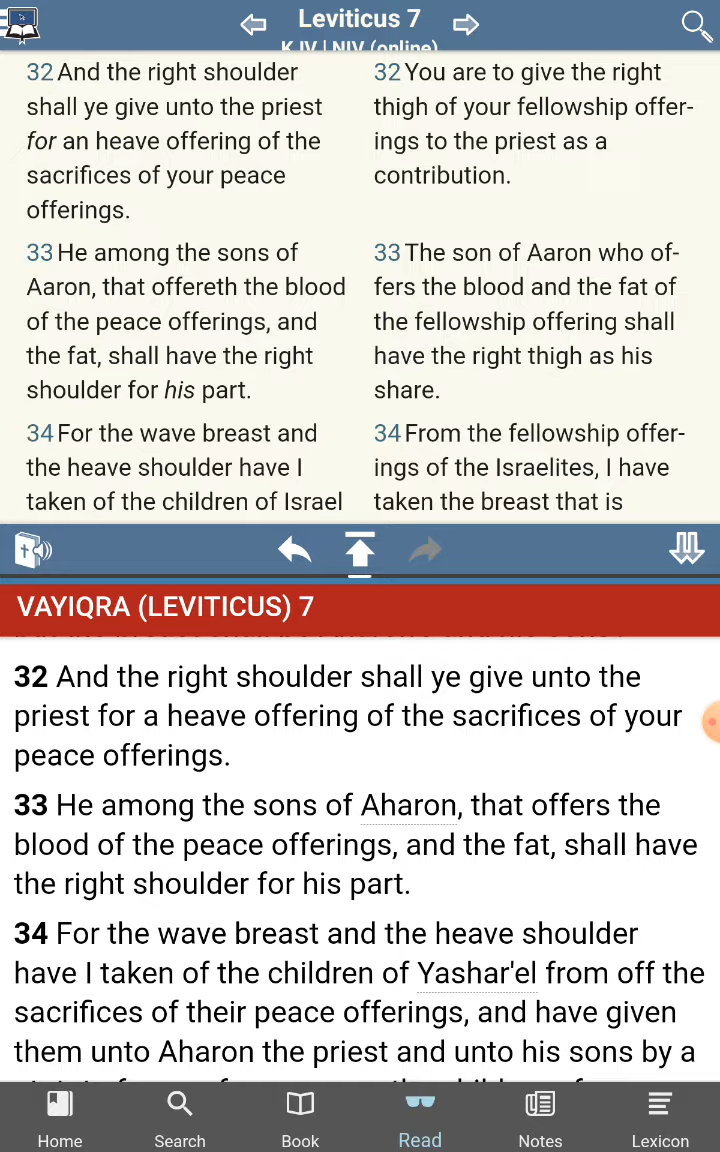 Leviticus 7
KJV | NIV (online)
32 And the right shoulder
shall ye give unto the priest
for an heave offering of the
sacrifices of your peace
offerings.
33 He among the sons of
Aaron, that offereth the blood
of the peace offerings, and
the fat, shall have the right
shoulder for his part.
34 For the wave breast and
the heave shoulder have I
taken of the children of Israel
32 You are to give the right
thigh of your fellowship offer-
ings to the priest as a
contribution.
33 The son of Aaron who of-
fers the blood and the fat of
the fellowship offering shall
have the right thigh as his
share.
34 From the fellowship offer-
ings of the Israelites, I have
taken the breast that is
VAYIQRA (LEVITICUS) 7
32 And the right shoulder shall ye give unto the
priest for a heave offering of the sacrifices of your
peace offerings.
33 He among the sons of Aharon, that offers the
blood of the peace offerings, and the fat, shall have
the right shoulder for his part.
34 For the wave breast and the heave shoulder
have I taken of the children of Yashar'el from off the
sacrifices of their peace offerings, and have given
them unto Aharon the priest and unto his sons by a
Home
Search
Book
Read
Notes
Lexicon